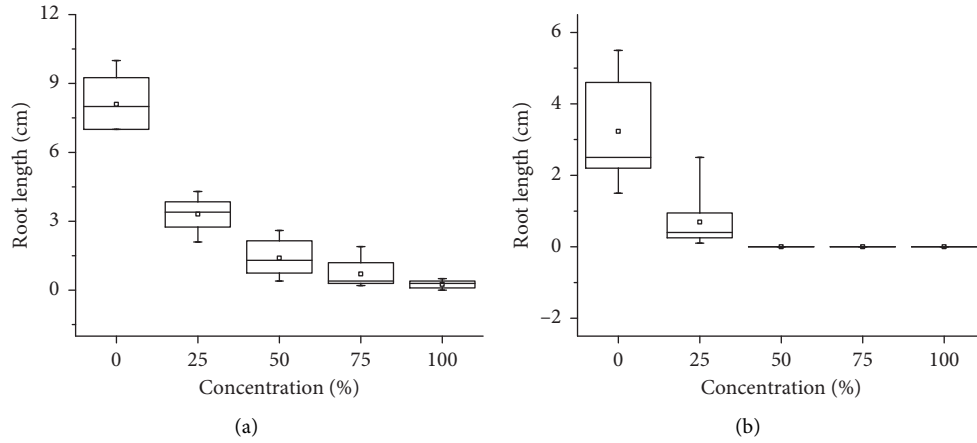 12
9
6
3
0
Root length (cm)
0 25 50 75 100
Concentration (%)
(a)
6
4
2
0
−2
Root length (cm)
0 25 50 75 100
Concentration (%)
(b)